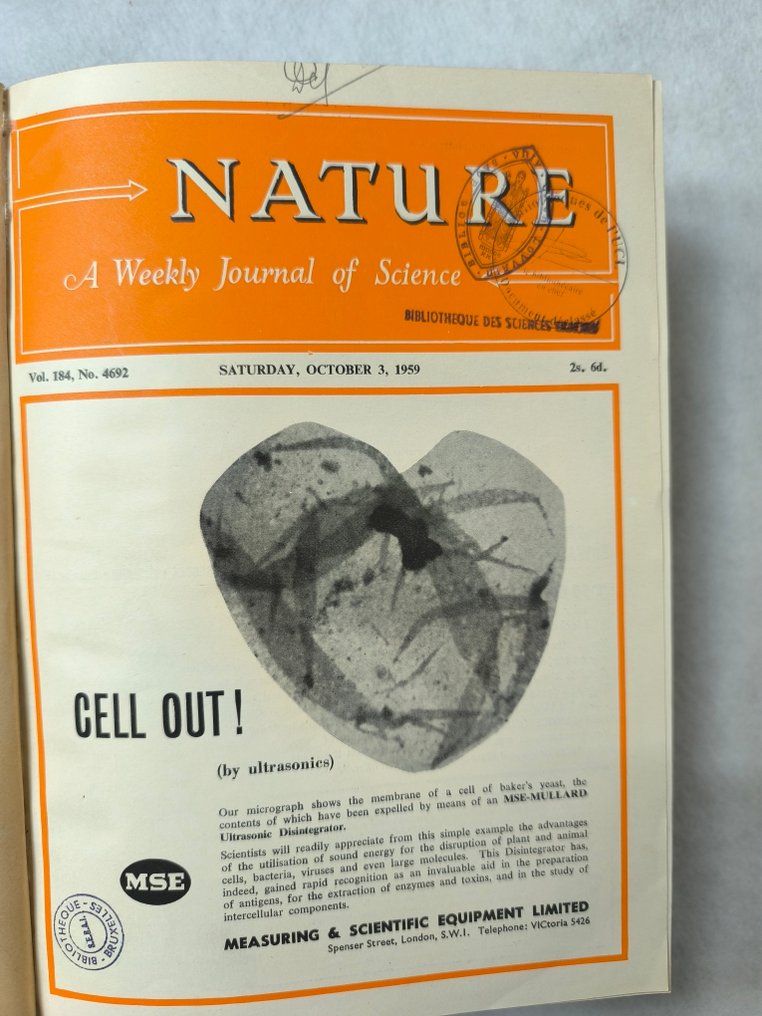 NATURE
A Weekly Journal of Science
BIBLIOTHEQUE DES SCIENCES
Vol. 184, No. 4692 SATURDAY, OCTOBER 3, 1959 2s. 6d.
CELL OUT!
(by ultrasonics)
Our micrograph shows the membrane of a cell of baker's yeast, the
contents of which have been expelled by means of an MSE-MULLARD
Ultrasonic Disintegrator.
Scientists will readily appreciate from this simple example the advantages
of the utilisation of sound energy for the disruption of plant and animal
cells, bacteria, viruses and even large molecules. This Disintegrator has,
indeed, gained rapid recognition as an invaluable aid in the preparation
of antigens, for the extraction of enzymes and toxins, and in the study of
intercellular components.
MSE
BIBLIOTHEQUE - BRUXELLES
MEASURING & SCIENTIFIC EQUIPMENT LIMITED
Spenser Street, London, S.W.1. Telephone: VICtoria 5426